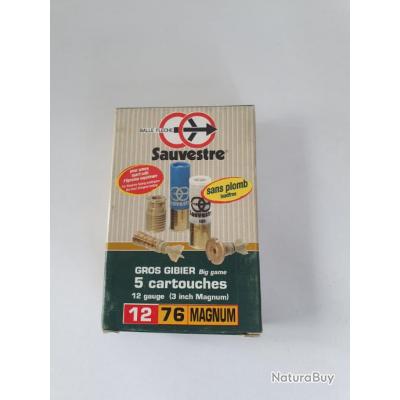 BALLE FLECHE
Sauvestre
sans plomb
GROS GIBIER Big game
5 cartouches
12 gauge (3 inch Magnum)
12 76 MAGNUM
NaturaBuy